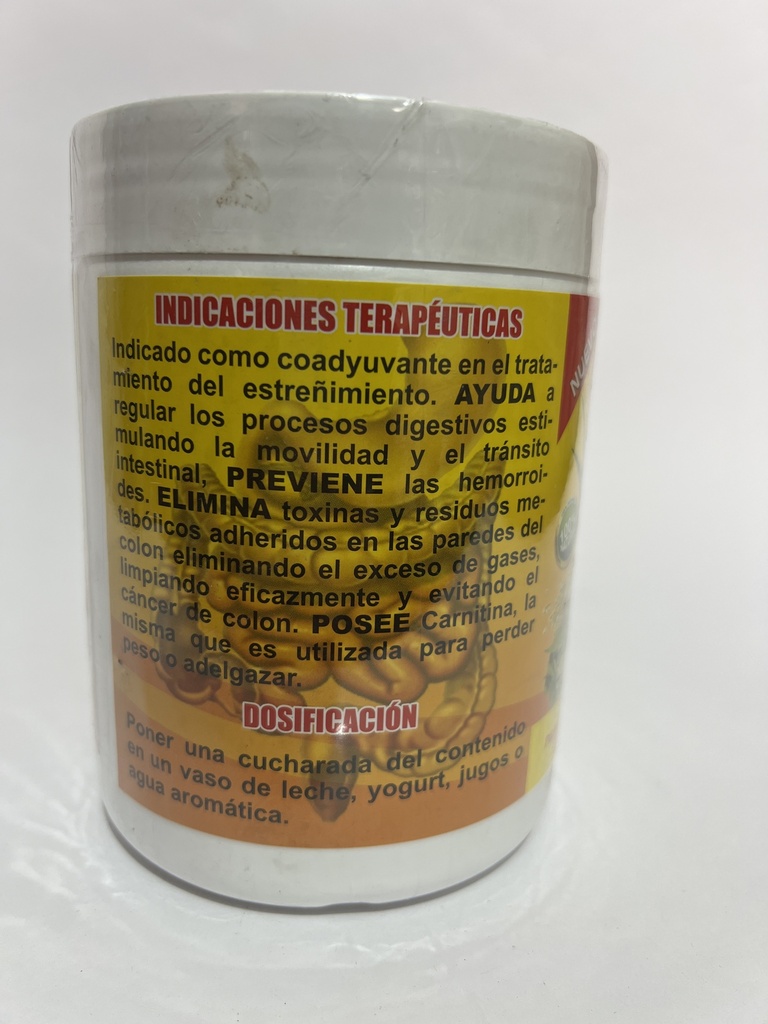 INDICACIONES TERAPÉUTICAS
Indicado como coadyuvante en el trata-
miento del estreñimiento. AYUDA a
regular los procesos digestivos esti-
mulando la movilidad y el tránsito
intestinal, PREVIENE las hemorroi-
des. ELIMINA toxinas y residuos me-
tabólicos adheridos en las paredes del
colon eliminando el exceso de gases,
limpiando eficazmente y evitando el
cáncer de colon. POSEE Carnitina, la
misma que es utilizada para perder
peso o adelgazar.
DOSIFICACIÓN
Poner una cucharada del contenido
en un vaso de leche, yogurt, jugos o
agua aromática.